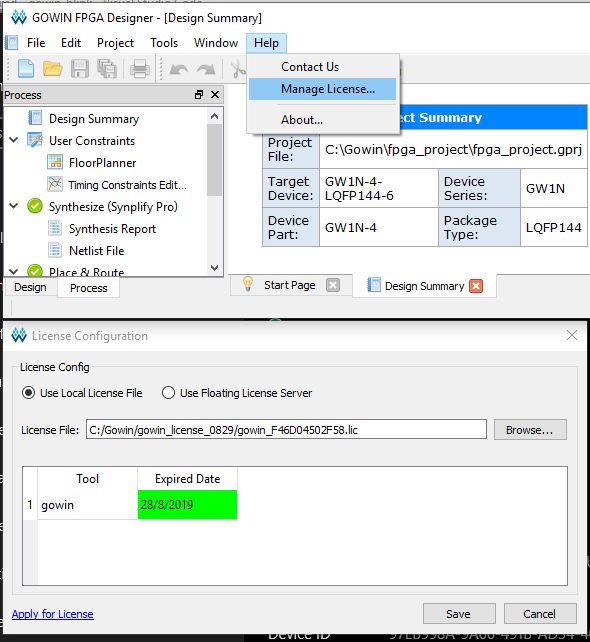 GOWIN FPGA Designer - [Design Summary]
File Edit Project Tools Window Help
Contact Us
Manage License...
About...
Process
Design Summary
User Constraints
FloorPlanner
Timing Constraints Edit...
Synthesize (Synplify Pro)
Synthesis Report
Netlist File
Place & Route
Design Process
ect Summary
Project File: C:\Gowin\fpga_project\fpga_project.gprj
Target Device: GW1N-4-LQFP144-6 Device Series: GW1N
Device Part: GW1N-4 Package Type: LQFP144
Start Page Design Summary
License Configuration
License Config
Use Local License File Use Floating License Server
License File: C:/Gowin/gowin_license_0829/gowin_F46D04502F58.lic Browse...
Tool Expired Date
1 gowin 28/8/2019
Apply for License Save Cancel
Device ID